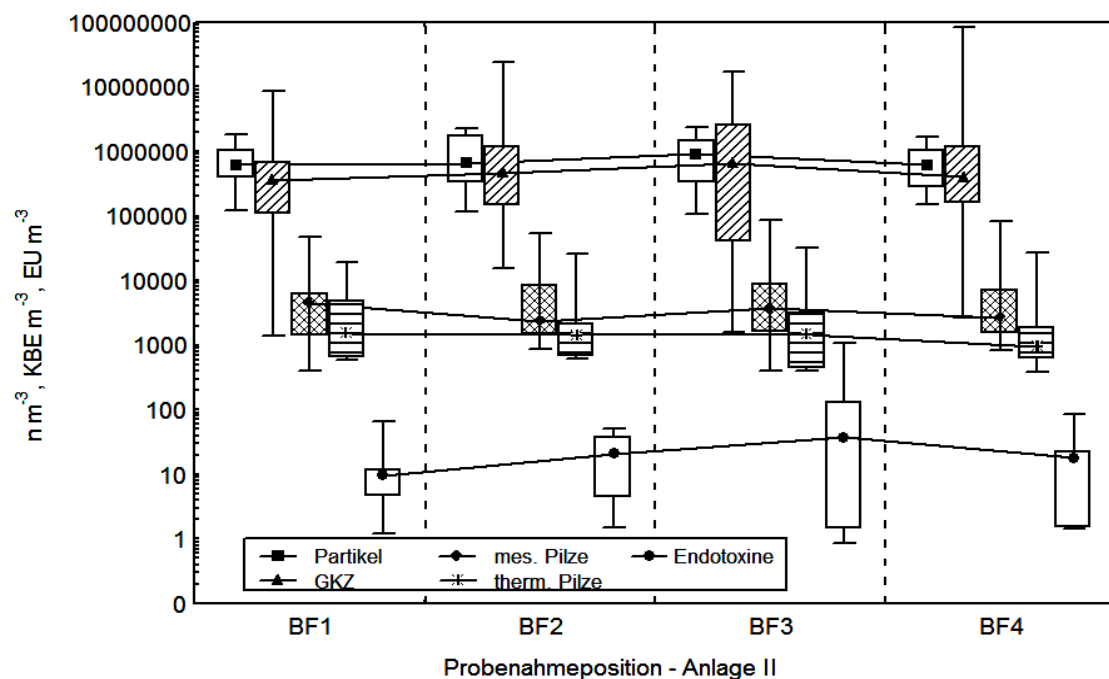 100000000
10000000
1000000
100000
10000
1000
100
10
1
0
n m-3 , KBE m-3, EU m-3
Partikel mes. Pilze Endotoxine
GKZ therm. Pilze
BF1 BF2 BF3 BF4
Probenahmeposition - Anlage II